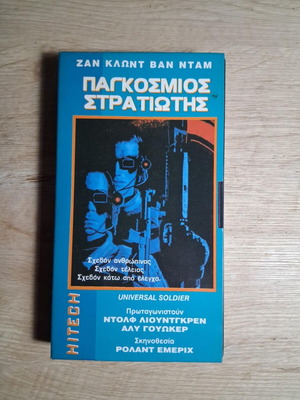 ΖΑΝ ΚΛΩΝΤ ΒΑΝ ΝΤΑΜ
ΠΑΓΚΟΣΜΙΟΣ
ΣΤΡΑΤΙΩΤΗΣ
Σχεδόν ανθρώπινος
Σχεδόν τέλειος
Σχεδόν κάτω από έλεγχο.
UNIVERSAL SOLDIER
Πρωταγωνιστούν
ΝΤΟΛΦ ΛΙΟΥΝΤΓΚΡΕΝ
ΑΛΥ ΓΟΥΩΚΕΡ
Σκηνοθεσία
ΡΟΛΑΝΤ ΕΜΕΡΙΧ
HITECH